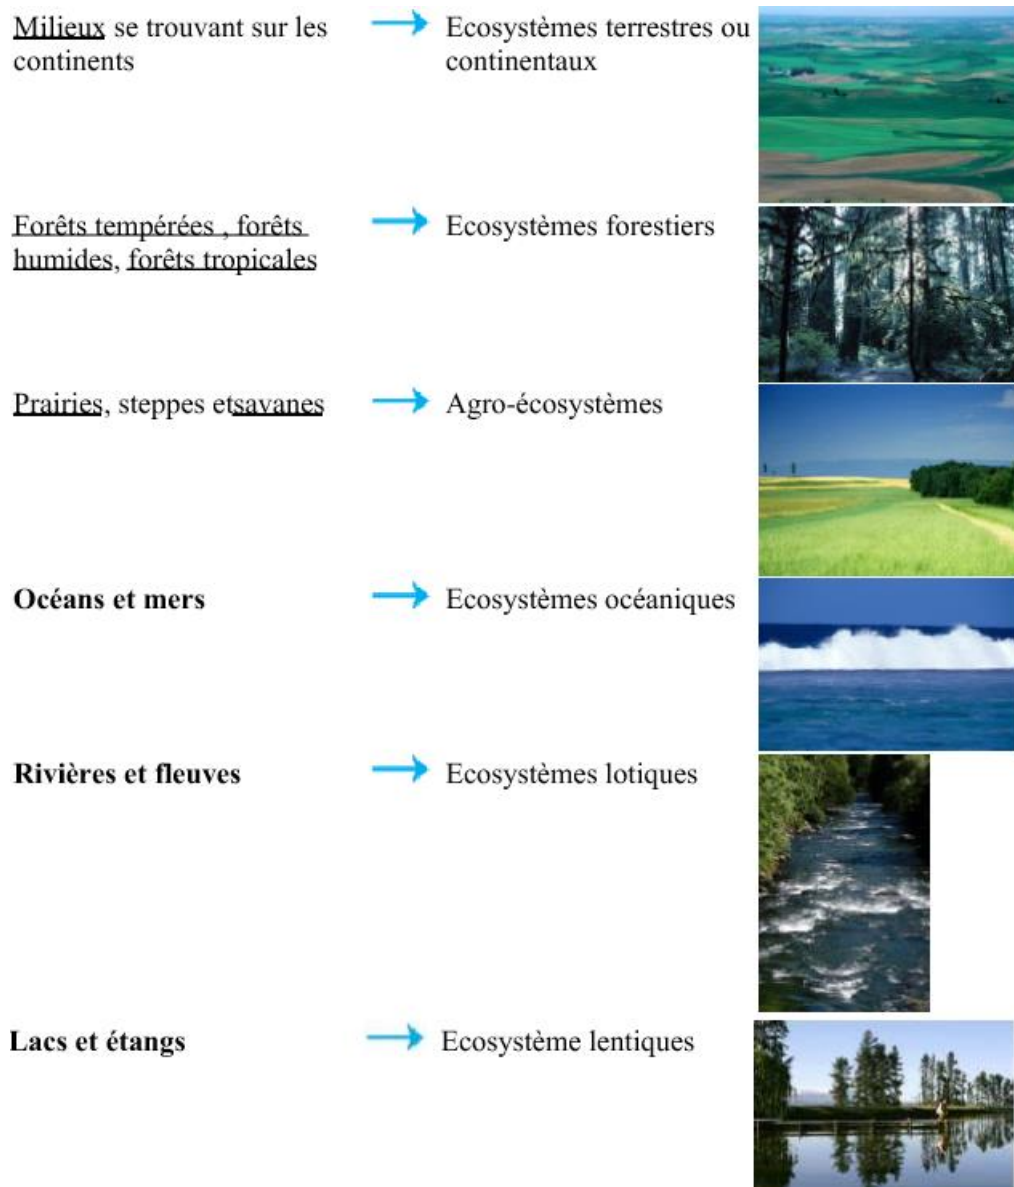 Milieux se trouvant sur les
continents
Ecosystèmes terrestres ou
continentaux
Forêts tempérées , forêts
humides, forêts tropicales
Ecosystèmes forestiers
Prairies, steppes etsavanes
Agro-écosystèmes
Océans et mers
Ecosystèmes océaniques
Rivières et fleuves
Ecosystèmes lotiques
Lacs et étangs
Ecosystème lentiques